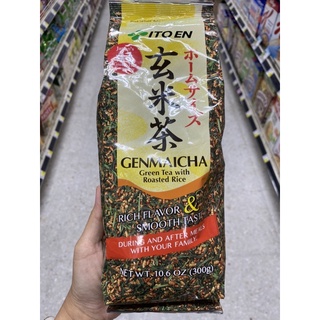 ITO EN
ホームサイズ
玄米茶
GENMAICHA
Green Tea with
Roasted Rice
RICH FLAVOR &
SMOOTH TASTE
DURING AND AFTER MEALS
WITH YOUR FAMILY.
NET WT. 10.6 OZ (300g)